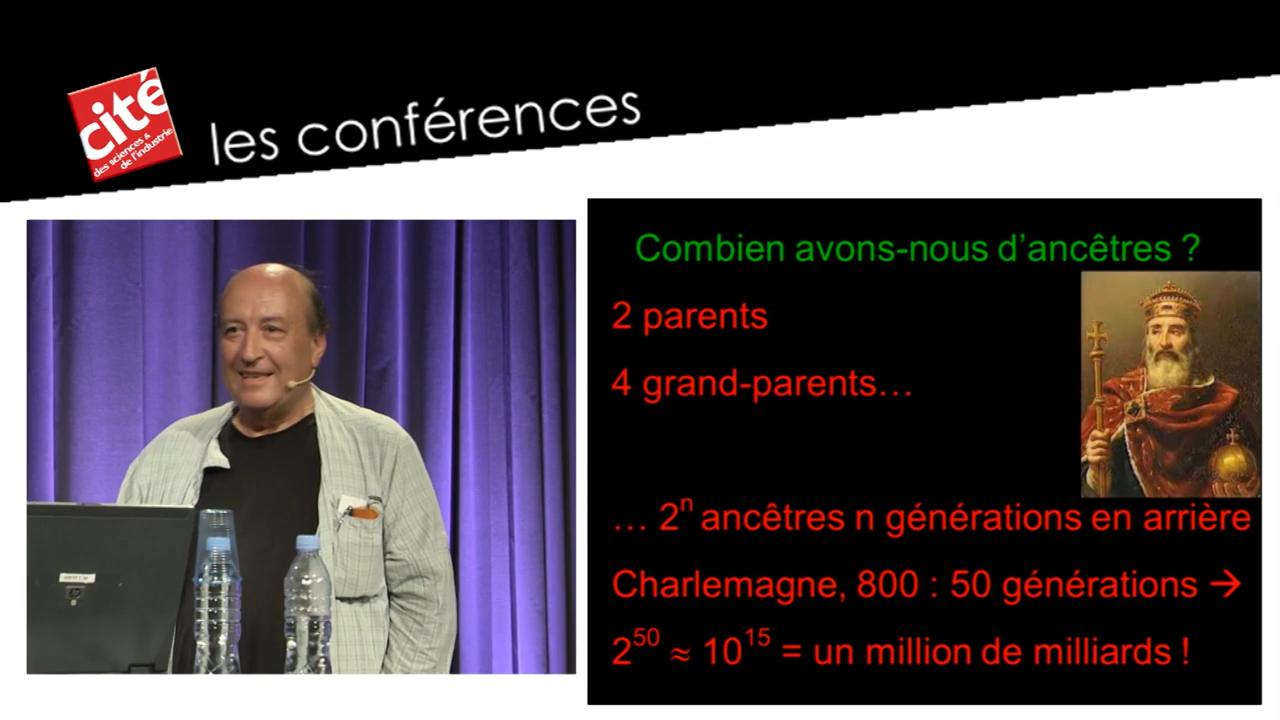 cité
des sciences &
de l'industrie
les conférences
Combien avons-nous d'ancêtres ?
2 parents
4 grand-parents…
… 2ⁿ ancêtres n générations en arrière
Charlemagne, 800 : 50 générations →
2⁵⁰ ≈ 10¹⁵ = un million de milliards !